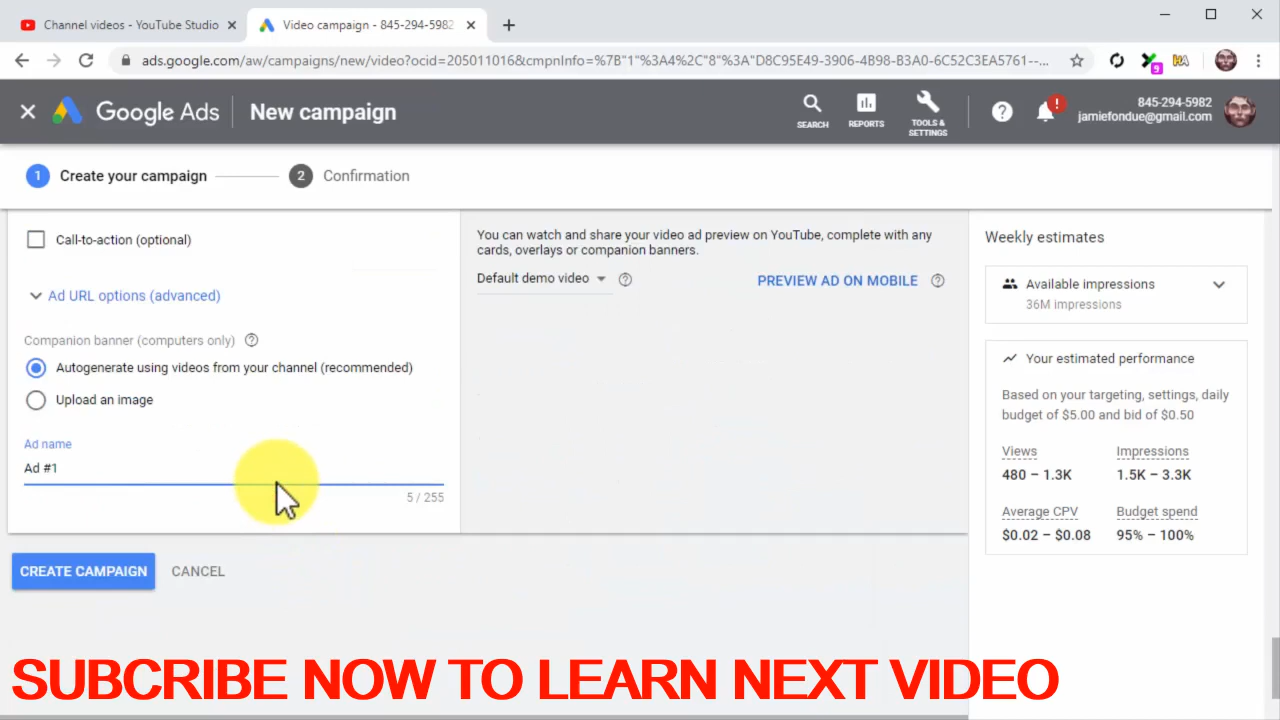 Channel videos - YouTube Studio
Video campaign - 845-294-5982
ads.google.com/aw/campaigns/new/video?ocid=205011016&cmpnInfo=%7B"1"%3A4%2C"8"%3A"D8C95E49-3906-4B98-B3A0-6C52C3EA5761--...
9
Google Ads
New campaign
SEARCH
REPORTS
TOOLS &
SETTINGS
!
845-294-5982
jamiefondue@gmail.com
1 Create your campaign
2 Confirmation
Call-to-action (optional)
Ad URL options (advanced)
Companion banner (computers only)
Autogenerate using videos from your channel (recommended)
Upload an image
Ad name
Ad #1
5 / 255
You can watch and share your video ad preview on YouTube, complete with any
cards, overlays or companion banners.
Default demo video
PREVIEW AD ON MOBILE
Weekly estimates
Available impressions
36M impressions
Your estimated performance
Based on your targeting, settings, daily
budget of $5.00 and bid of $0.50
Views Impressions
480 – 1.3K 1.5K – 3.3K
Average CPV Budget spend
$0.02 – $0.08 95% – 100%
CREATE CAMPAIGN CANCEL
SUBCRIBE NOW TO LEARN NEXT VIDEO